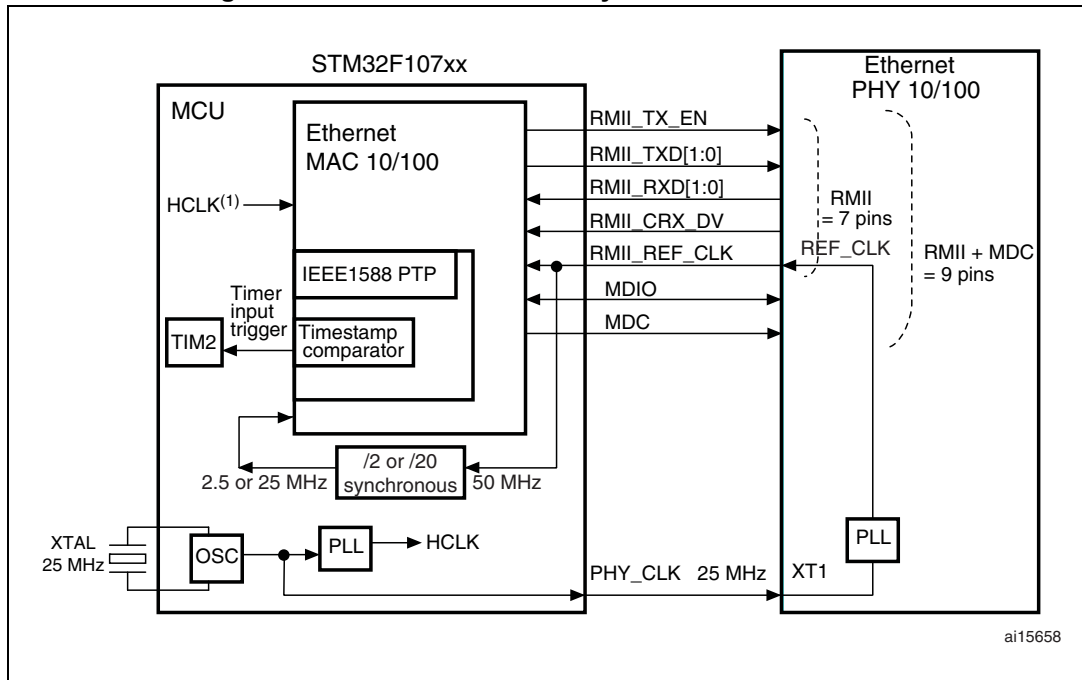 STM32F107xx
MCU
Ethernet
MAC 10/100
HCLK(1)
IEEE1588 PTP
Timer
input
trigger
Timestamp
comparator
TIM2
/2 or /20
synchronous
2.5 or 25 MHz
50 MHz
XTAL
25 MHz
OSC
PLL
HCLK
RMII_TX_EN
RMII_TXD[1:0]
RMII_RXD[1:0]
RMII_CRX_DV
RMII_REF_CLK
MDIO
MDC
PHY_CLK 25 MHz
Ethernet
PHY 10/100
RMII
= 7 pins
REF_CLK
RMII + MDC
= 9 pins
PLL
XT1
ai15658